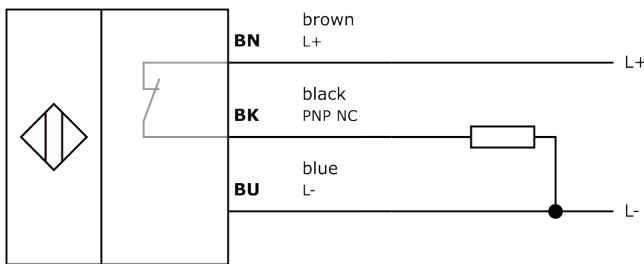 brown
BN L+
L+
black
BK PNP NC
blue
BU L-
L-